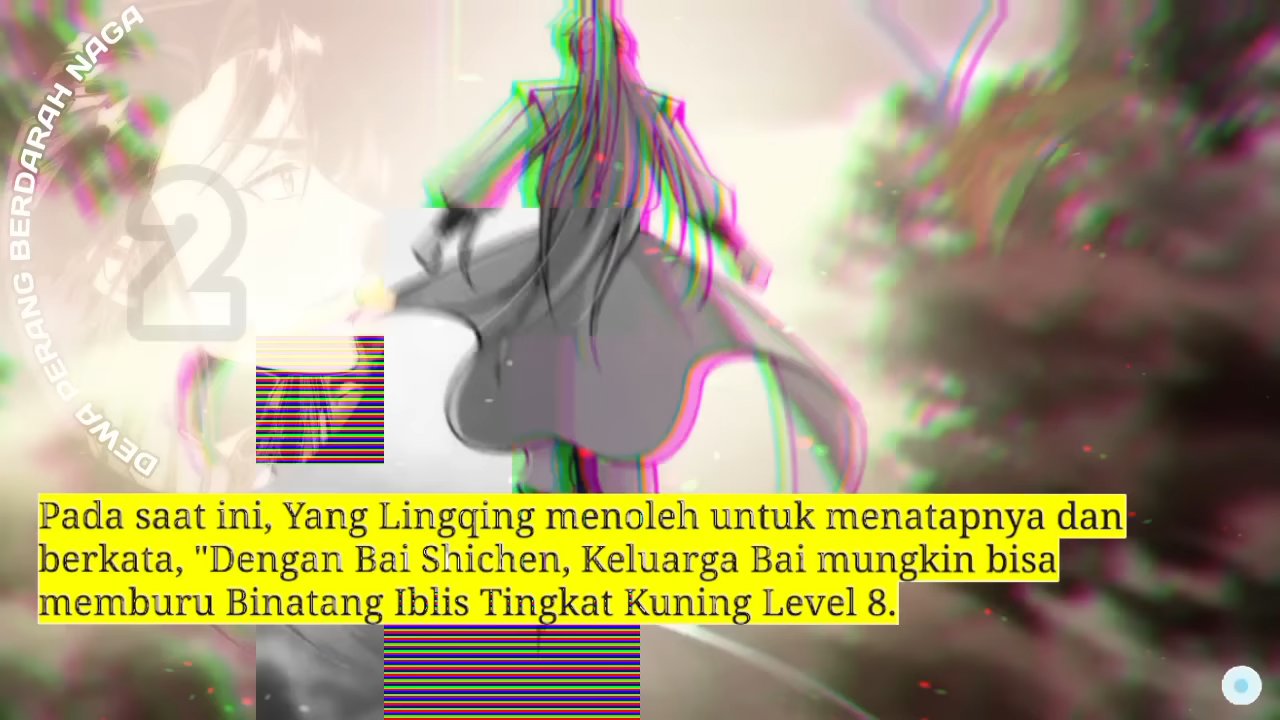 DEWA PERANG BERDARAH NAGA
2
Pada saat ini, Yang Lingqing menoleh untuk menatapnya dan
berkata, "Dengan Bai Shichen, Keluarga Bai mungkin bisa
memburu Binatang Iblis Tingkat Kuning Level 8.